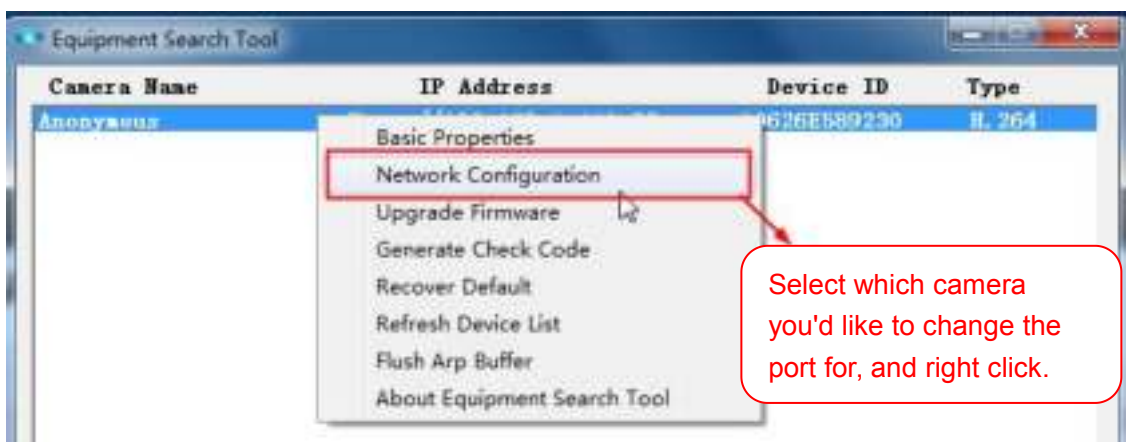 Equipment Search Tool
Camera Name IP Address Device ID Type
Anonymous H.264
Basic Properties
Network Configuration
Upgrade Firmware
Generate Check Code
Recover Default
Refresh Device List
Flush Arp Buffer
About Equipment Search Tool
Select which camera
you'd like to change the
port for, and right click.